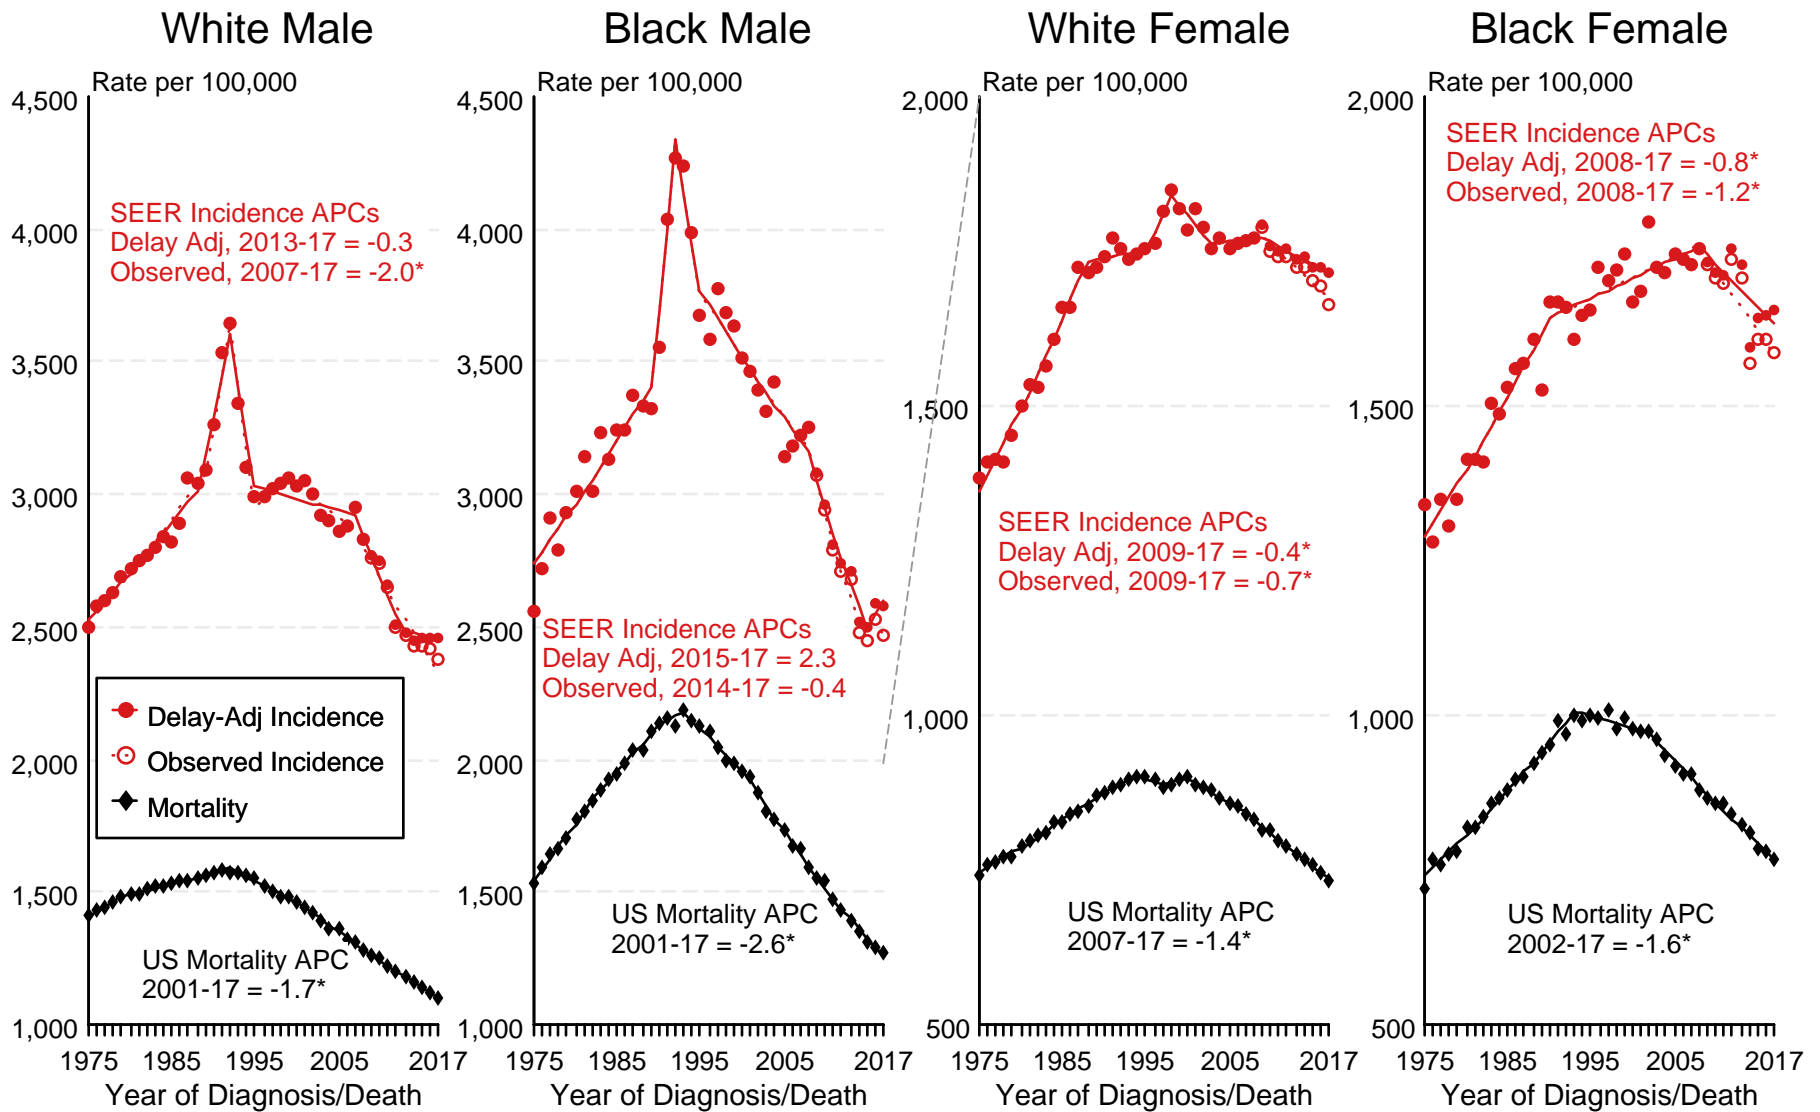 White Male
Rate per 100,000
4,500
4,000
3,500
3,000
2,500
2,000
1,500
1,000
SEER Incidence APCs
Delay Adj, 2013-17 = -0.3
Observed, 2007-17 = -2.0*
Delay-Adj Incidence
Observed Incidence
Mortality
US Mortality APC
2001-17 = -1.7*
1975 1985 1995 2005 2017
Year of Diagnosis/Death
Black Male
Rate per 100,000
4,500
4,000
3,500
3,000
2,500
2,000
1,500
1,000
SEER Incidence APCs
Delay Adj, 2015-17 = 2.3
Observed, 2014-17 = -0.4
US Mortality APC
2001-17 = -2.6*
1975 1985 1995 2005 2017
Year of Diagnosis/Death
White Female
Rate per 100,000
2,000
1,500
1,000
500
SEER Incidence APCs
Delay Adj, 2009-17 = -0.4*
Observed, 2009-17 = -0.7*
US Mortality APC
2007-17 = -1.4*
1975 1985 1995 2005 2017
Year of Diagnosis/Death
Black Female
Rate per 100,000
2,000
1,500
1,000
500
SEER Incidence APCs
Delay Adj, 2008-17 = -0.8*
Observed, 2008-17 = -1.2*
US Mortality APC
2002-17 = -1.6*
1975 1985 1995 2005 2017
Year of Diagnosis/Death